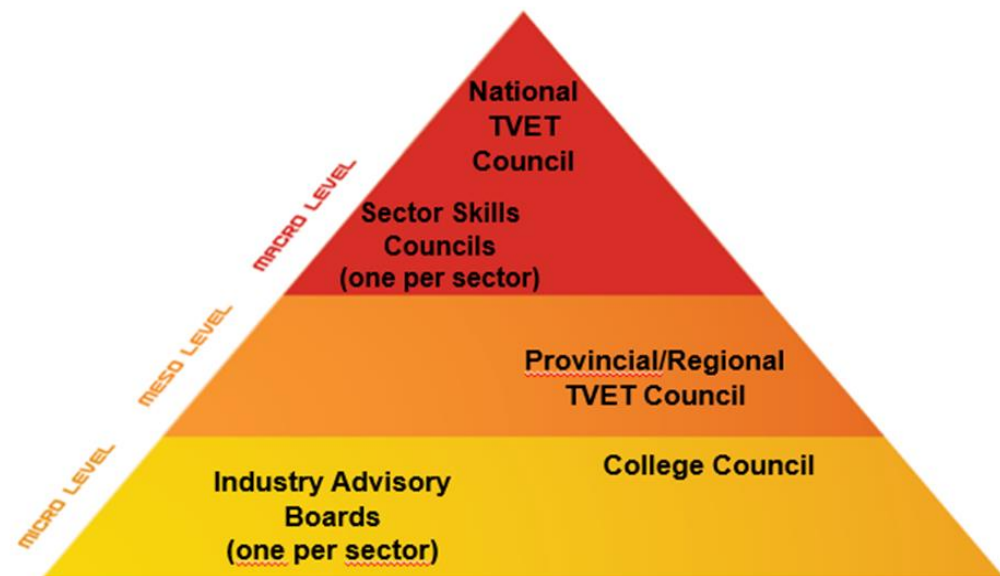 National
TVET
Council
MACRO LEVEL
Sector Skills
Councils
(one per sector)
MESO LEVEL
Provincial/Regional
TVET Council
MICRO LEVEL
College Council
Industry Advisory
Boards
(one per sector)